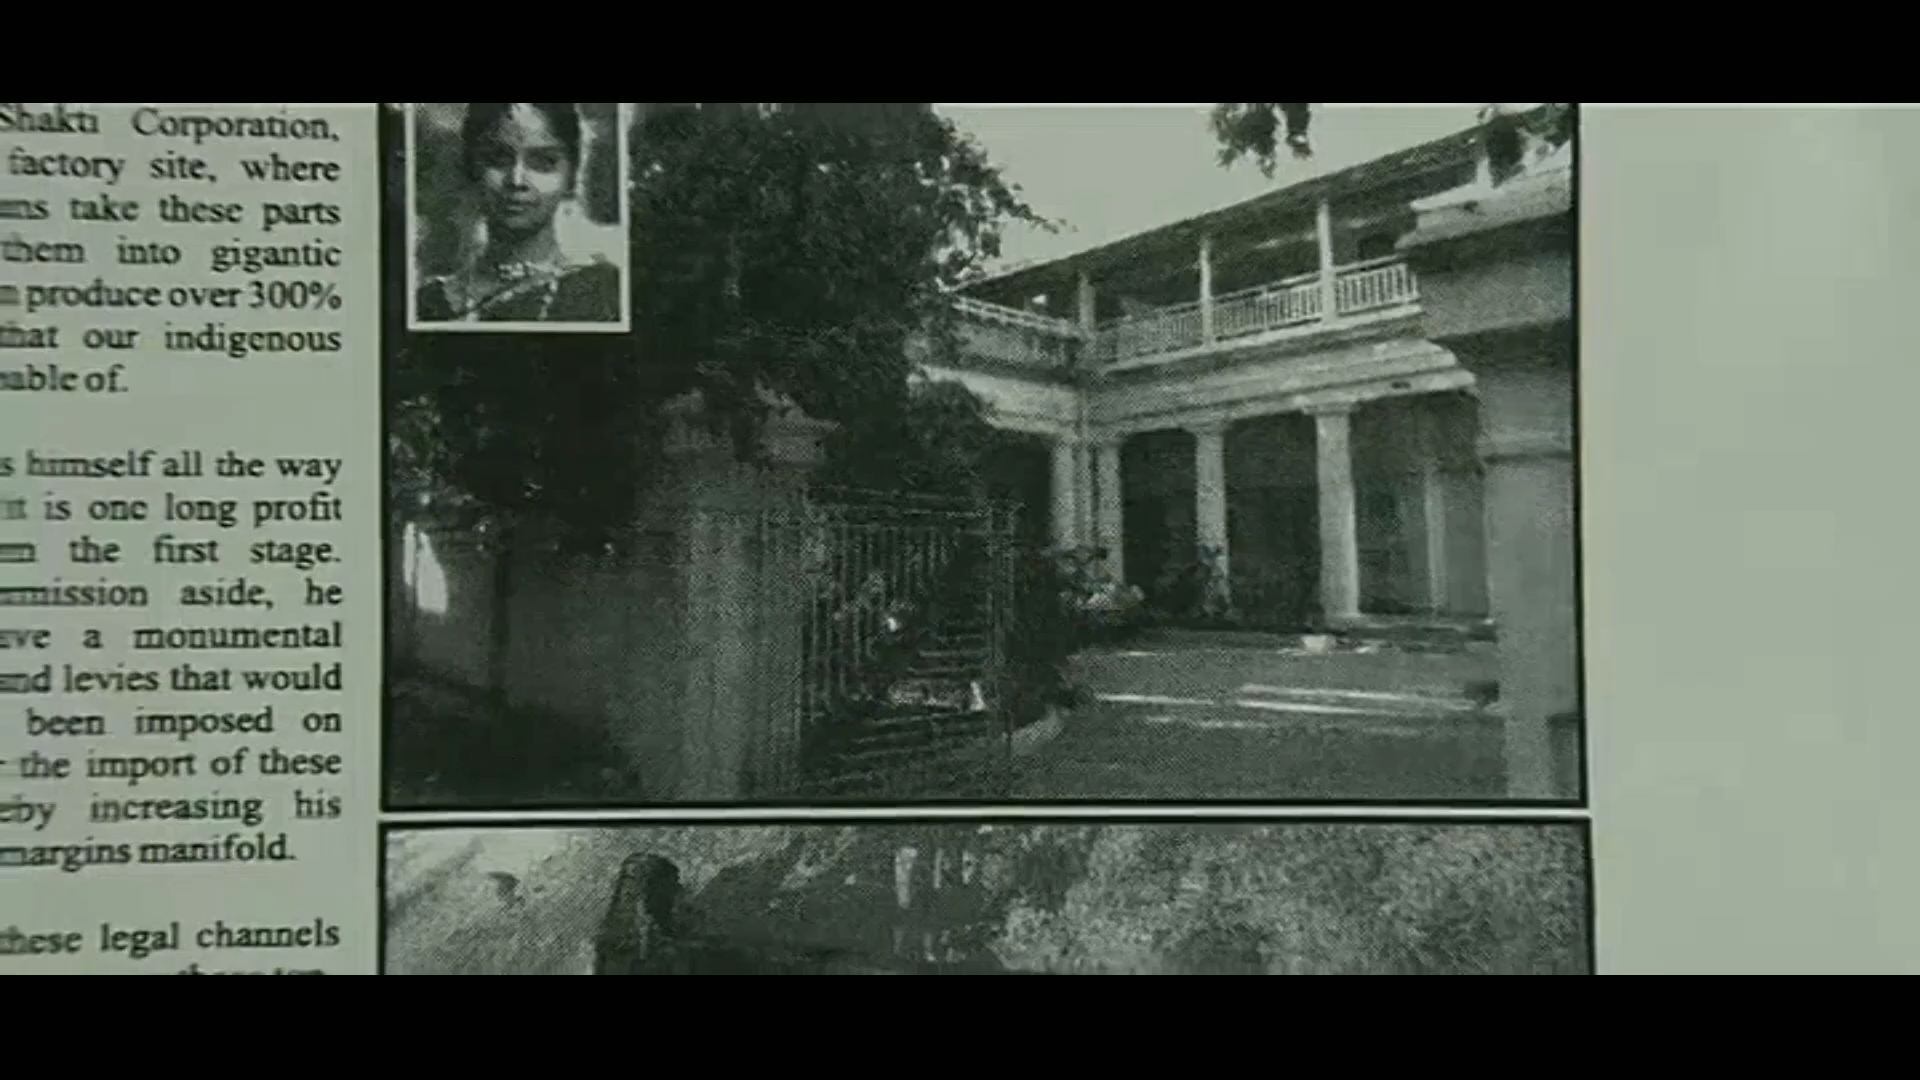 Shakti Corporation,
factory site, where
take these parts
them into gigantic
produce over 300%
that our indigenous
of.
himself all the way
is one long profit
the first stage.
aside, he
a monumental
levies that would
been imposed on
the import of these
increasing his
margins manifold.
these legal channels